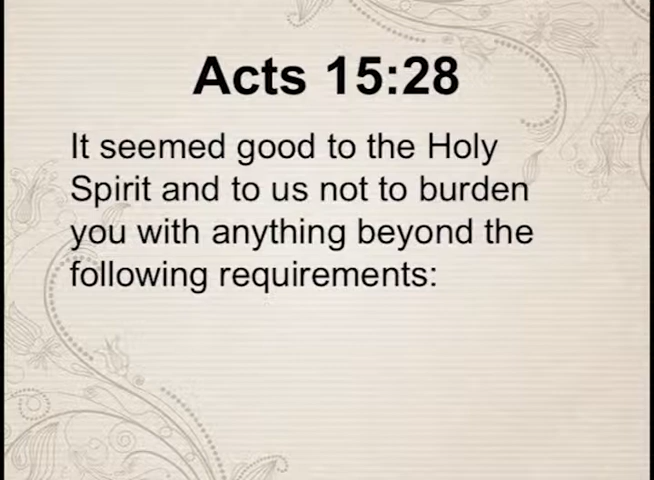 Acts 15:28
It seemed good to the Holy
Spirit and to us not to burden
you with anything beyond the
following requirements: